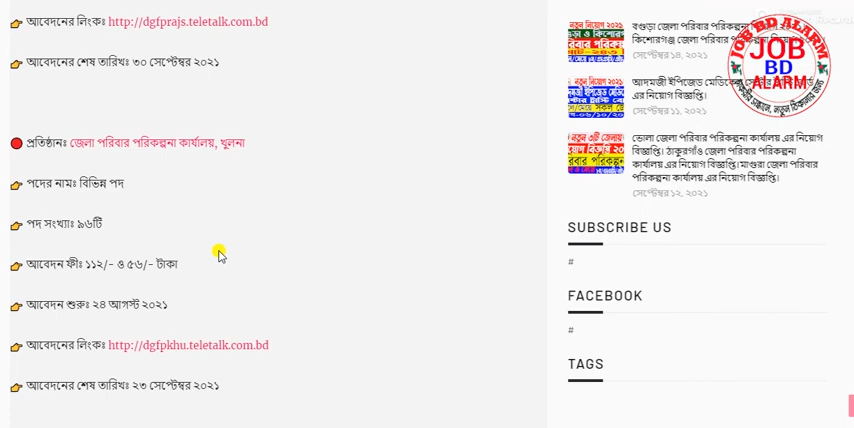 👉 আবেদনের লিংকঃ http://dgfprajs.teletalk.com.bd
👉 আবেদনের শেষ তারিখঃ ৩০ সেপ্টেম্বর ২০২১
🔴 প্রতিষ্ঠানঃ জেলা পরিবার পরিকল্পনা কার্যালয়, খুলনা
👉 পদের নামঃ বিভিন্ন পদ
👉 পদ সংখ্যাঃ ৯৬টি
👉 আবেদন ফীঃ ১১২/- ও ৫৬/- টাকা
👉 আবেদন শুরুঃ ২৪ আগস্ট ২০২১
👉 আবেদনের লিংকঃ http://dgfpkhu.teletalk.com.bd
👉 আবেদনের শেষ তারিখঃ ২৩ সেপ্টেম্বর ২০২১
বগুড়া জেলা পরিবার পরিকল্পনা
কিশোরগঞ্জ জেলা পরিবার পরিকল্পনা
সেপ্টেম্বর ১৪, ২০২১
আদমজী ইপিজেড মেডিকেল
এর নিয়োগ বিজ্ঞপ্তি।
সেপ্টেম্বর ১১, ২০২১
ভোলা জেলা পরিবার পরিকল্পনা কার্যালয় এর নিয়োগ
বিজ্ঞপ্তি। ঠাকুরগাঁও জেলা পরিবার পরিকল্পনা
কার্যালয় এর নিয়োগ বিজ্ঞপ্তি।মাগুরা জেলা পরিবার
পরিকল্পনা কার্যালয় এর নিয়োগ বিজ্ঞপ্তি।
সেপ্টেম্বর ১২, ২০২১
JOB BD ALARM
JOB
BD
ALARM
SUBSCRIBE US
#
FACEBOOK
#
TAGS